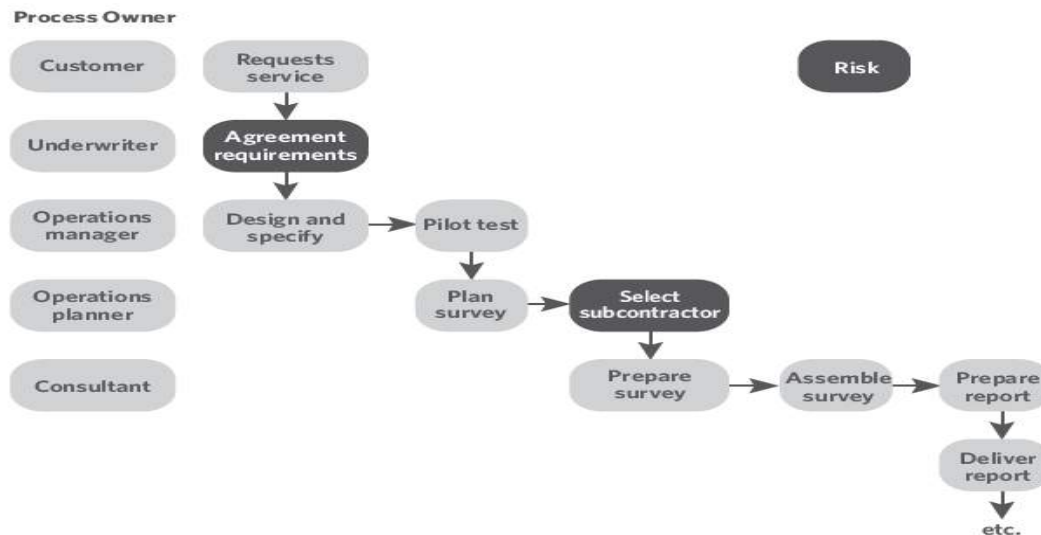 Process Owner
Customer
Requests
service
Risk
Underwriter
Agreement
requirements
Operations
manager
Design and
specify
Pilot test
Operations
planner
Plan
survey
Select
subcontractor
Consultant
Prepare
survey
Assemble
survey
Prepare
report
Deliver
report
etc.